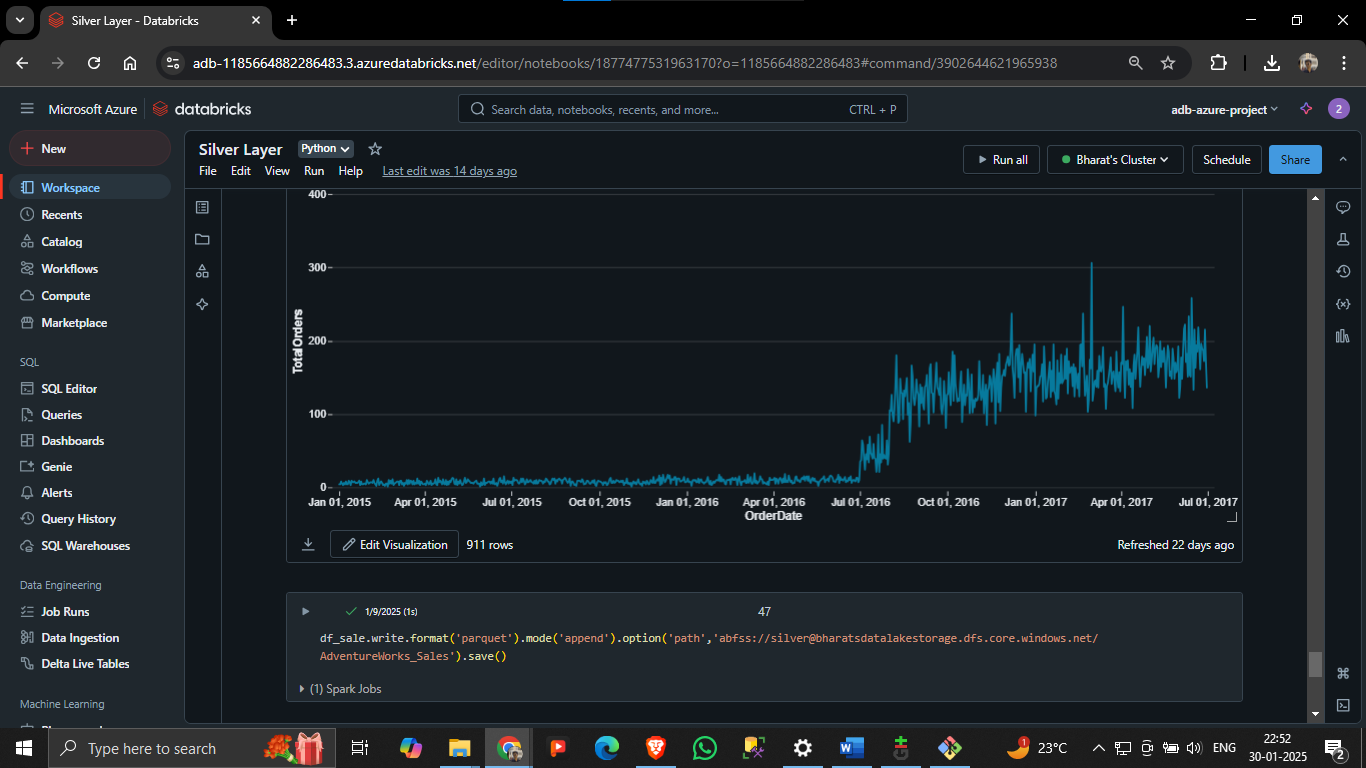 Silver Layer - Databricks
adb-1185664882286483.3.azuredatabricks.net/editor/notebooks/1877477531963170?o=1185664882286483#command/3902644621965938
Microsoft Azure databricks
Search data, notebooks, recents, and more... CTRL + P
adb-azure-project
2
New
Workspace
Recents
Catalog
Workflows
Compute
Marketplace
SQL
SQL Editor
Queries
Dashboards
Genie
Alerts
Query History
SQL Warehouses
Data Engineering
Job Runs
Data Ingestion
Delta Live Tables
Machine Learning
Silver Layer Python
File Edit View Run Help Last edit was 14 days ago
Run all Bharat's Cluster Schedule Share
400
300
200
100
0
TotalOrders
Jan 01, 2015 Apr 01, 2015 Jul 01, 2015 Oct 01, 2015 Jan 01, 2016 Apr 01, 2016 Jul 01, 2016 Oct 01, 2016 Jan 01, 2017 Apr 01, 2017 Jul 01, 2017
OrderDate
Edit Visualization 911 rows Refreshed 22 days ago
1/9/2025 (1s) 47
df_sale.write.format('parquet').mode('append').option('path','abfss://silver@bharatsdatalakestorage.dfs.core.windows.net/
AdventureWorks_Sales').save()
(1) Spark Jobs
Type here to search
1 23°C ENG
22:52
30-01-2025
2